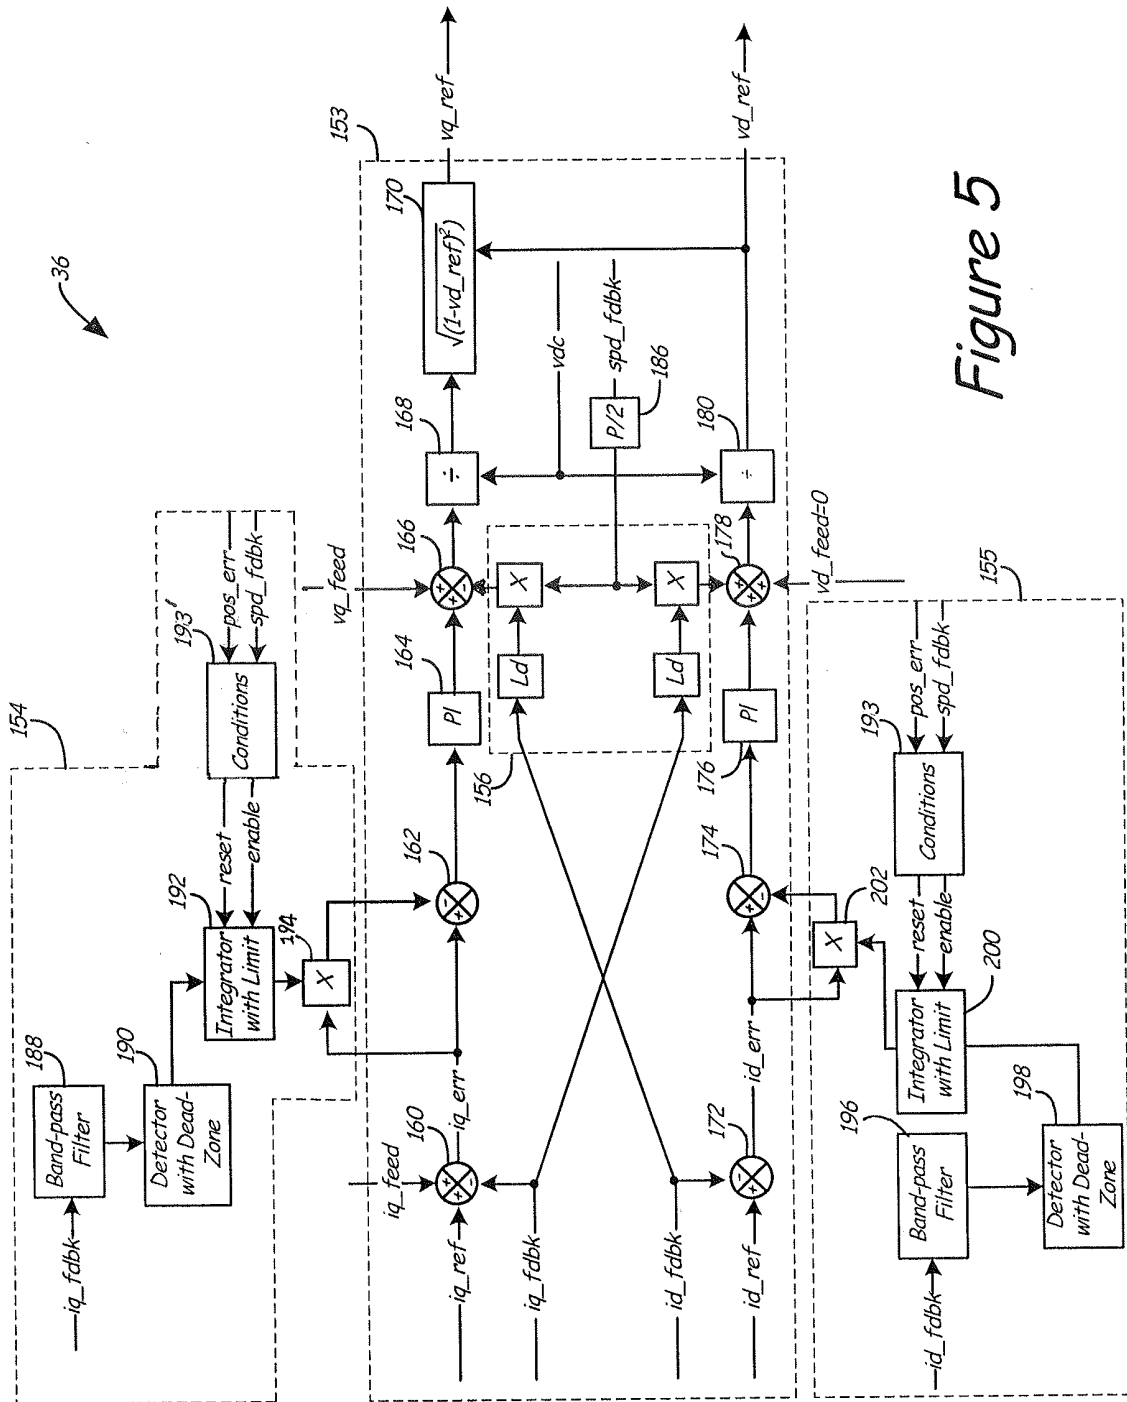 36
154
iq_fdbk
188
Band-pass
Filter
190
Detector
with Dead-
Zone
192
Integrator
with Limit
reset
enable
193'
Conditions
pos_err
spd_fdbk
194
X
153
iq_feed
iq_ref
160
+
+
-
iq_err
162
+
-
164
PI
vq_feed
166
+
+
-
168
÷
170
√(1-vd_ref)²)
vq_ref
iq_fdbk
156
Ld
X
vdc
id_fdbk
Ld
X
P/2
186
spd_fdbk
id_ref
172
+
-
id_err
174
+
-
176
PI
178
+
+
+
vd_feed=0
180
÷
vd_ref
155
id_fdbk
196
Band-pass
Filter
198
Detector
with Dead-
Zone
200
Integrator
with Limit
reset
enable
202
X
193
Conditions
pos_err
spd_fdbk
Figure 5